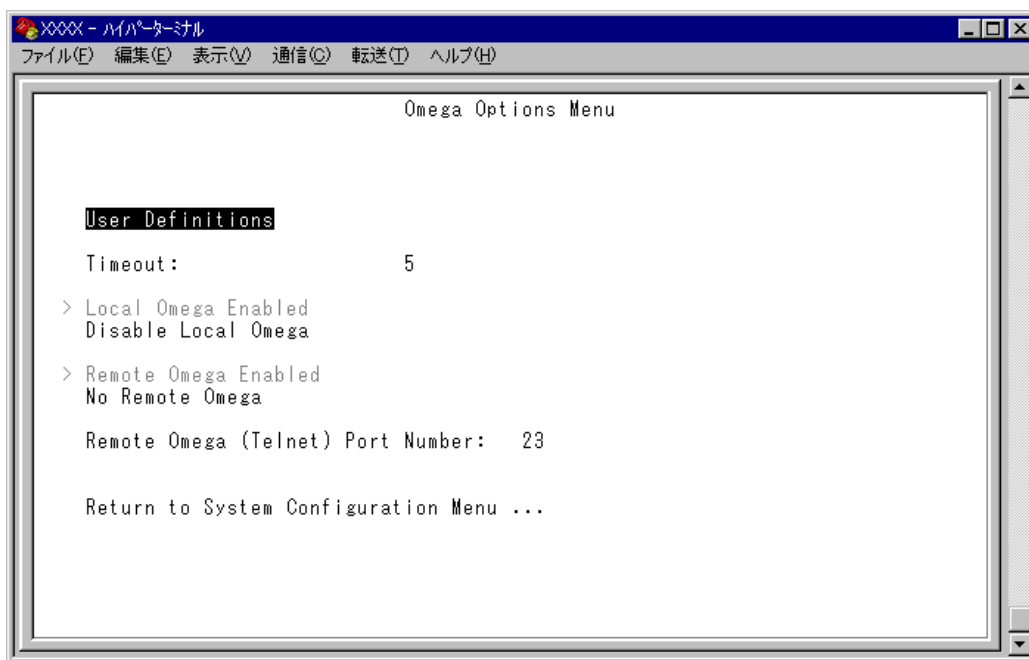 XXXX - ﾊｲﾊﾟｰﾀｰﾐﾅﾙ
ﾌｧｲﾙ(F) 編集(E) 表示(V) 通信(C) 転送(T) ﾍﾙﾌﾟ(H)
Omega Options Menu
User Definitions
Timeout: 5
> Local Omega Enabled
Disable Local Omega
> Remote Omega Enabled
No Remote Omega
Remote Omega (Telnet) Port Number: 23
Return to System Configuration Menu ...